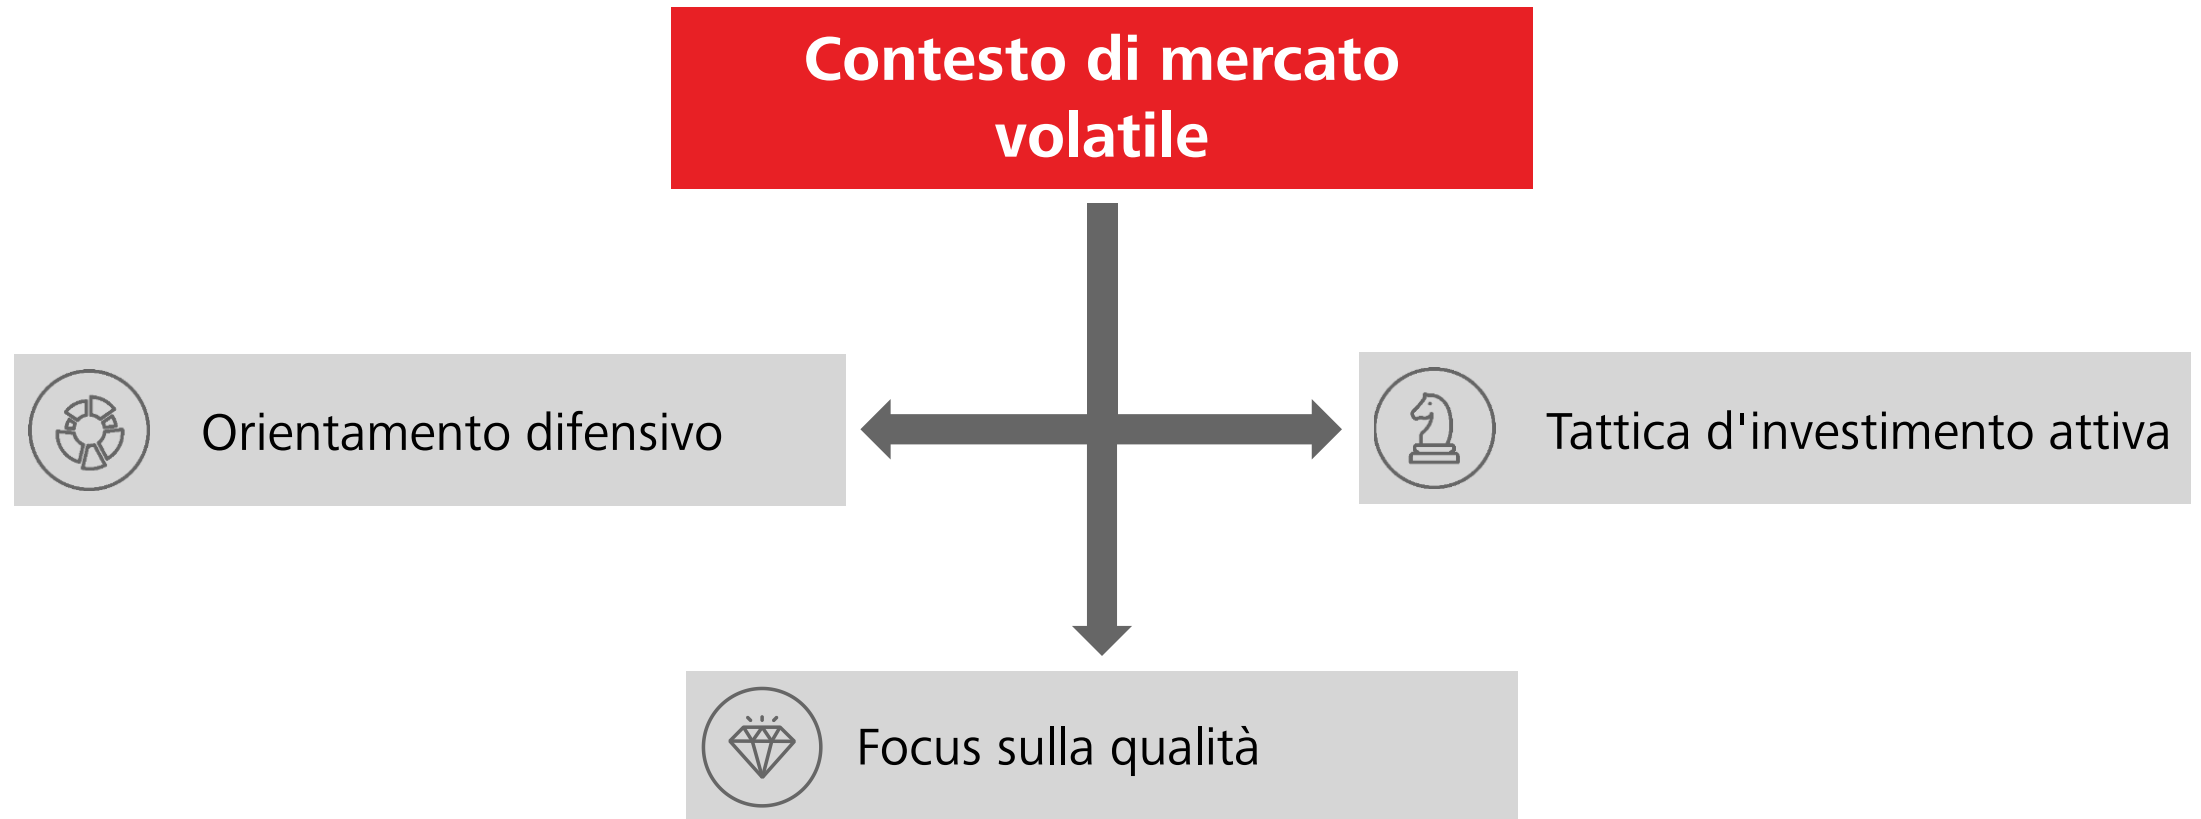 Contesto di mercato
volatile
Orientamento difensivo
Tattica d'investimento attiva
Focus sulla qualità